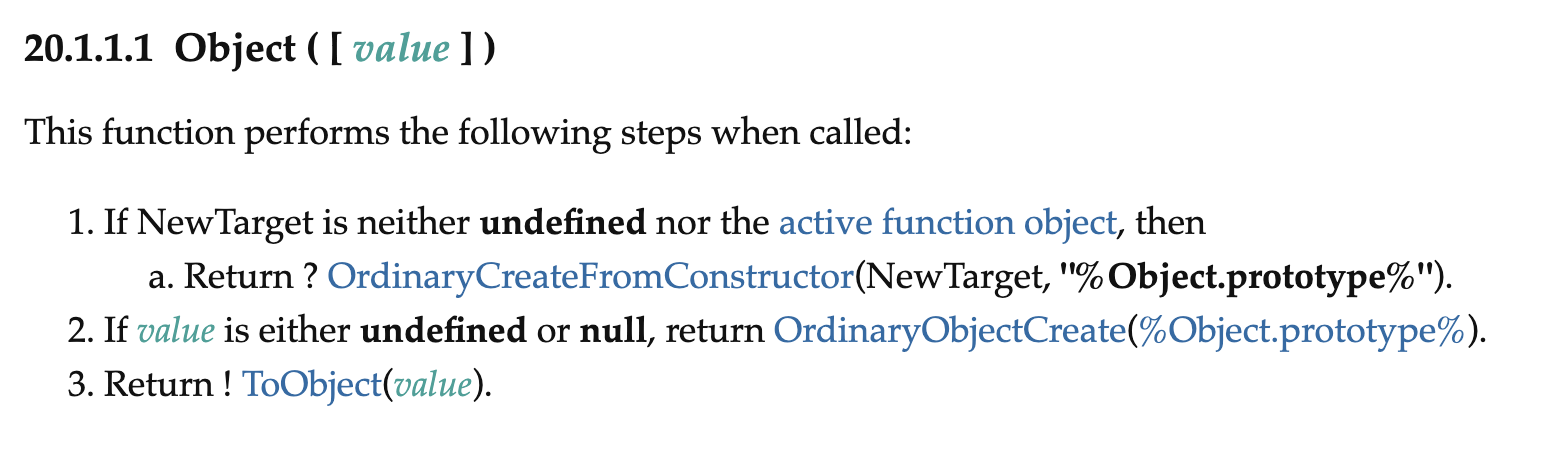 20.1.1.1 Object ( [ value ] )
This function performs the following steps when called:
1. If NewTarget is neither undefined nor the active function object, then
a. Return ? OrdinaryCreateFromConstructor(NewTarget, "%Object.prototype%").
2. If value is either undefined or null, return OrdinaryObjectCreate(%Object.prototype%).
3. Return ! ToObject(value).